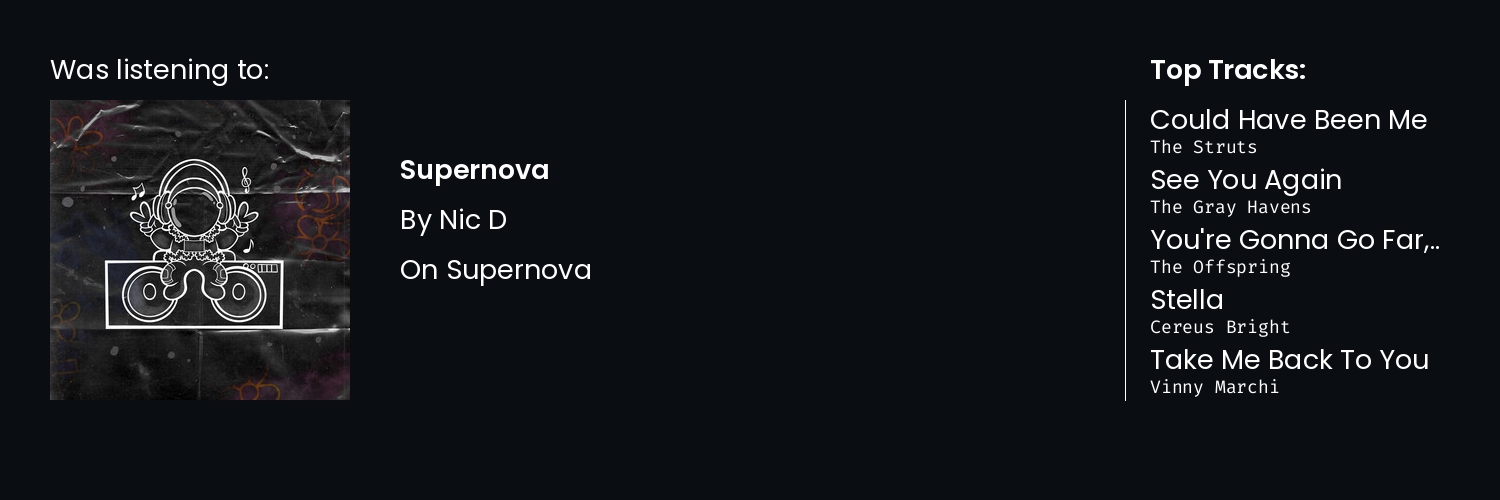 Was listening to:
Supernova
By Nic D
On Supernova
Top Tracks:
Could Have Been Me
The Struts
See You Again
The Gray Havens
You're Gonna Go Far,..
The Offspring
Stella
Cereus Bright
Take Me Back To You
Vinny Marchi